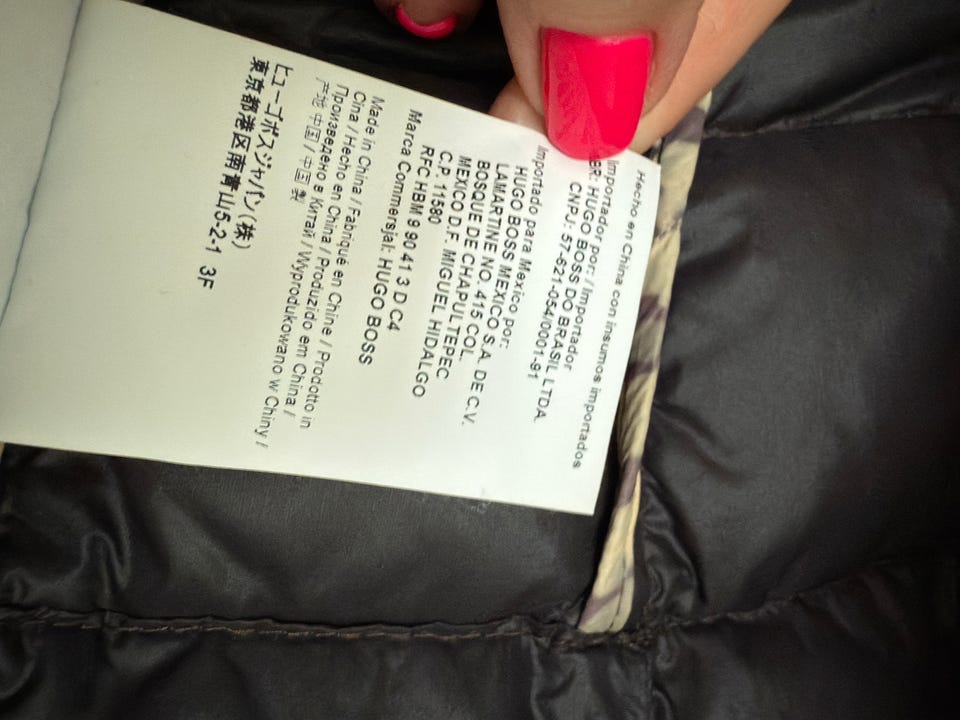 Hecho en China con insumos importados
Importador por: / Importados
BR: HUGO BOSS DO BRASIL LTDA.
CNPJ: 57-621-054/0001-91
Importado para Mexico por:
HUGO BOSS MEXICO S.A. DE C.V.
LAMARTINE NO. 415 COL.
BOSQUE DE CHAPULTEPEC
MEXICO D.F. MIGUEL HIDALGO
C.P. 11580
RFC HBM 9 90 41 3 D C4
Marca Commersjal: HUGO BOSS
Made in China / Fabriqué en Chine / Prodotto in
Cina / Hecho en China / Produzido em China /
Произведено в Китай / Wyprodukowano w Chiny /
产地 中国 / 中国製
ヒューゴボスジャパン(株)
東京都港区南青山5-2-1 3F